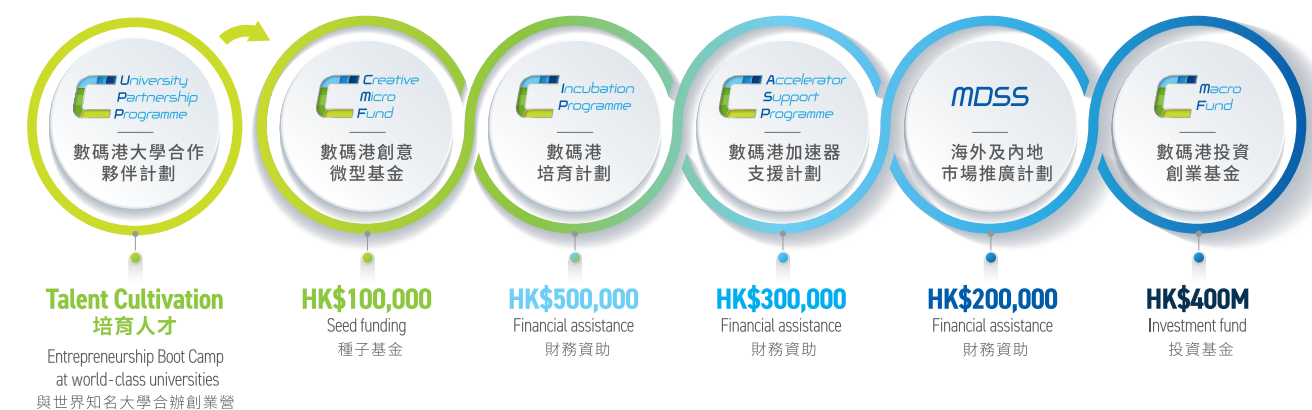 University
Partnership
Programme
數碼港大學合作
夥伴計劃
Talent Cultivation
培育人才
Entrepreneurship Boot Camp
at world-class universities
與世界知名大學合辦創業營
Creative
Micro
Fund
數碼港創意
微型基金
HK$100,000
Seed funding
種子基金
Incubation
Programme
數碼港
培育計劃
HK$500,000
Financial assistance
財務資助
Accelerator
Support
Programme
數碼港加速器
支援計劃
HK$300,000
Financial assistance
財務資助
MDSS
海外及內地
市場推廣計劃
HK$200,000
Financial assistance
財務資助
Macro
Fund
數碼港投資
創業基金
HK$400M
Investment fund
投資基金